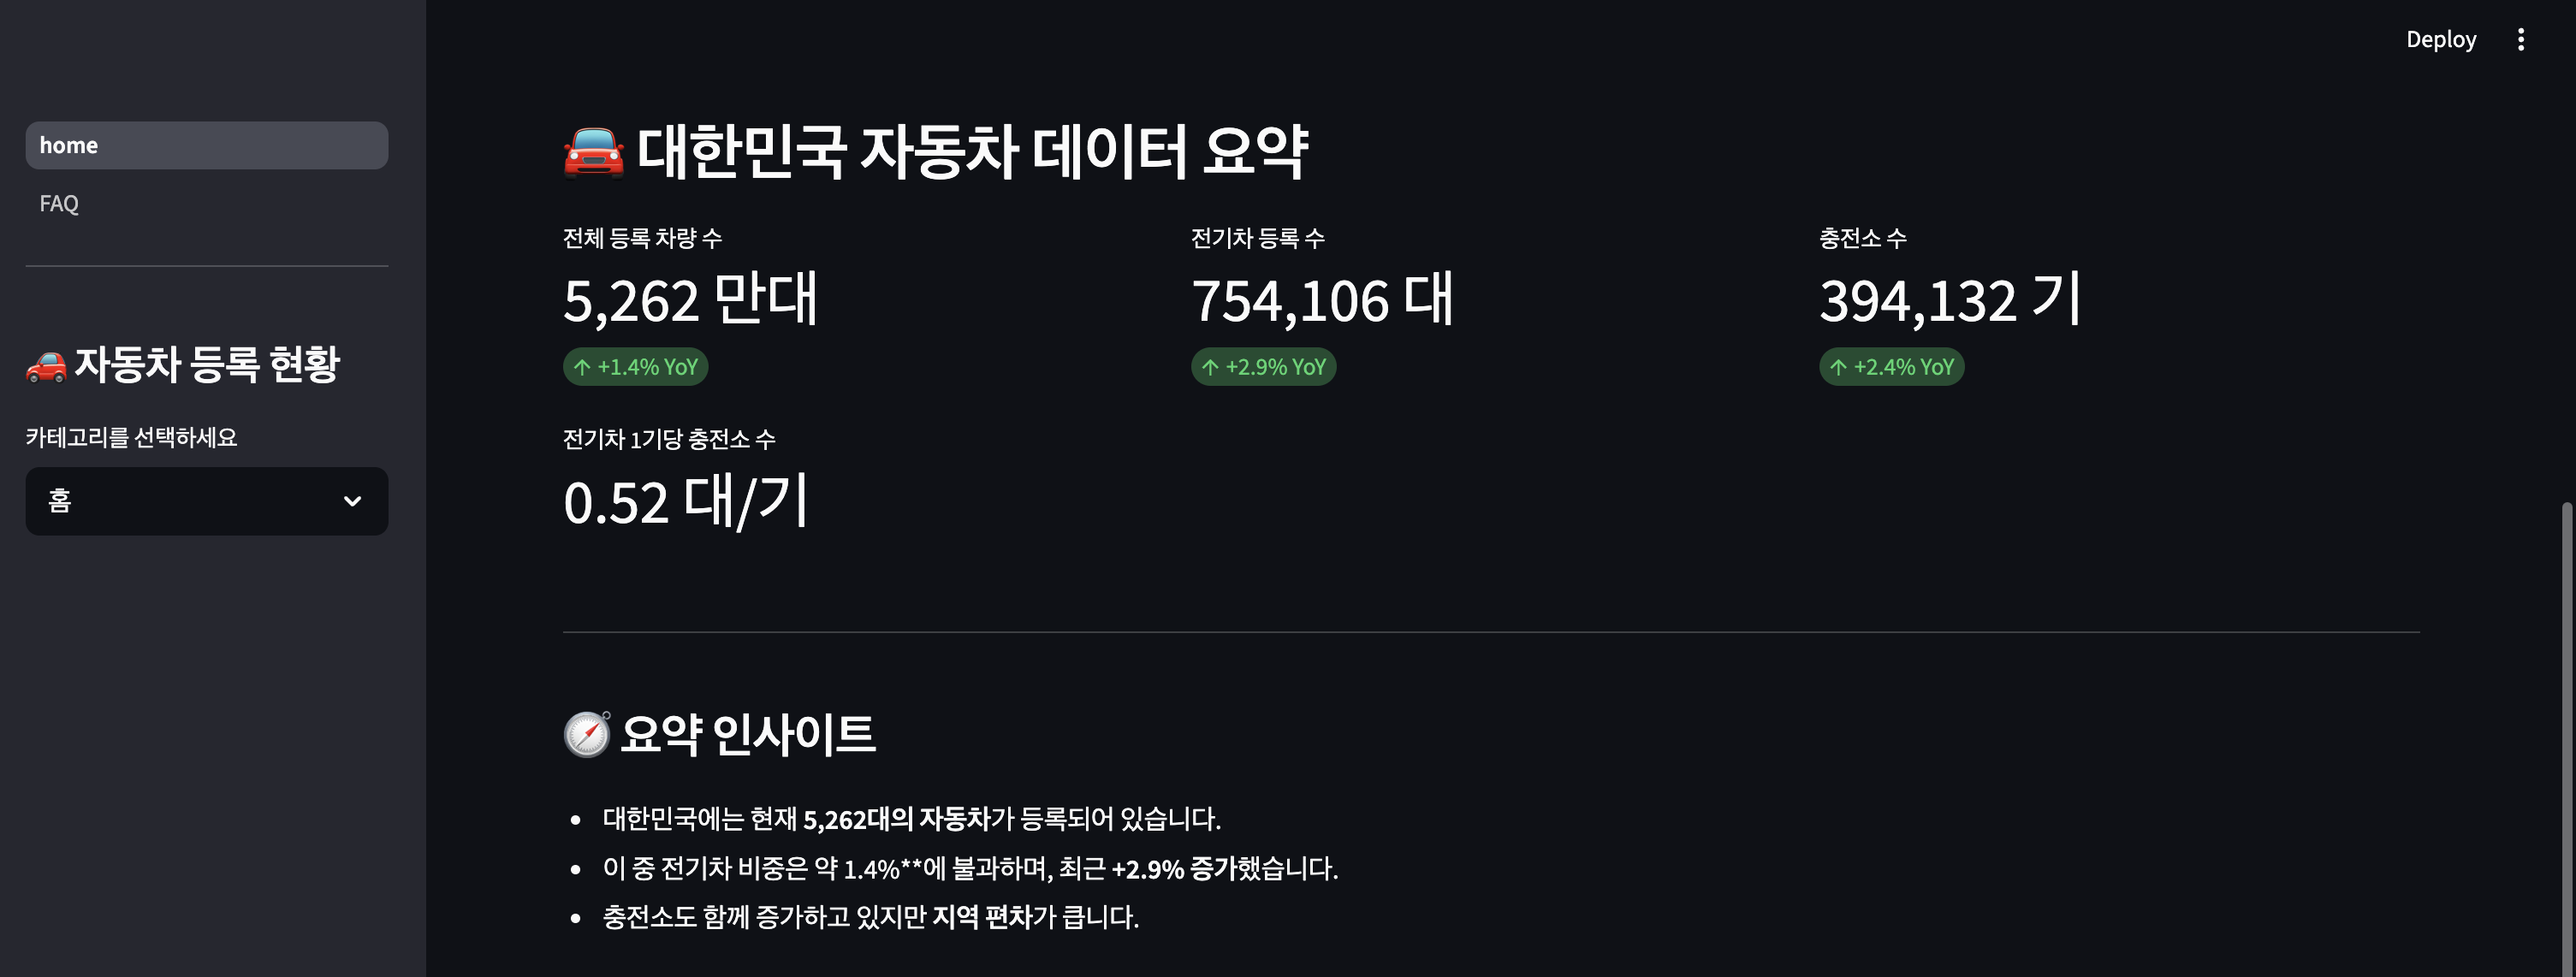 Deploy
home
FAQ
자동차 등록 현황
카테고리를 선택하세요
홈
대한민국 자동차 데이터 요약
전체 등록 차량 수
5,262 만대
↑ +1.4% YoY
전기차 등록 수
754,106 대
↑ +2.9% YoY
충전소 수
394,132 기
↑ +2.4% YoY
전기차 1기당 충전소 수
0.52 대/기
요약 인사이트
• 대한민국에는 현재 5,262대의 자동차가 등록되어 있습니다.
• 이 중 전기차 비중은 약 1.4%**에 불과하며, 최근 +2.9% 증가했습니다.
• 충전소도 함께 증가하고 있지만 지역 편차가 큽니다.